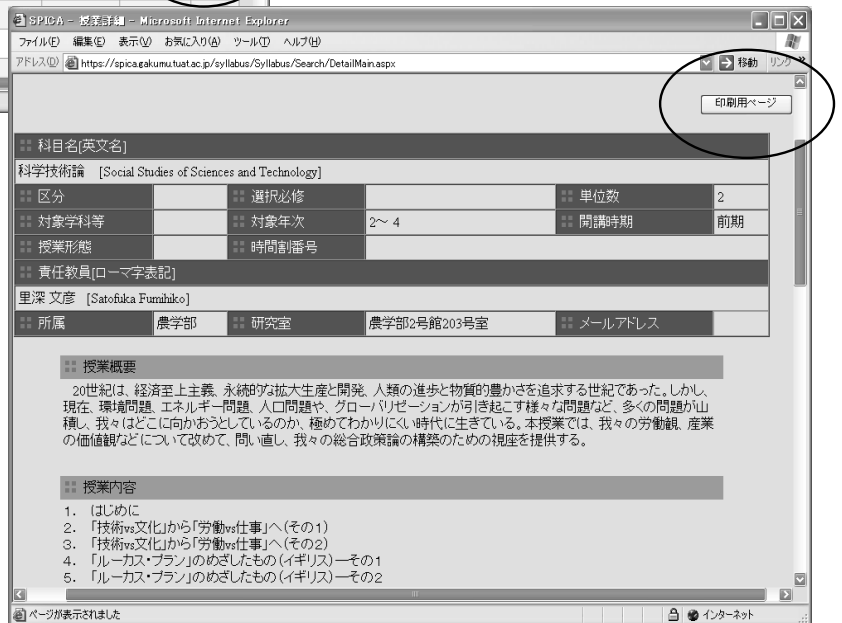 SPICA - 授業詳細 - Microsoft Internet Explorer
ファイル(F) 編集(E) 表示(V) お気に入り(A) ツール(T) ヘルプ(H)
アドレス(D) https://spica.gakumu.tuat.ac.jp/syllabus/Syllabus/Search/DetailMain.aspx 移動 リンク »
印刷用ページ
科目名[英文名]
科学技術論 [Social Studies of Sciences and Technology]
区分 選択必修 単位数 2
対象学科等 対象年次 2~ 4 開講時期 前期
授業形態 時間割番号
責任教員[ローマ字表記]
里深 文彦 [Satofuka Fumihiko]
所属 農学部 研究室 農学部2号館203号室 メールアドレス
授業概要
20世紀は、経済至上主義、永続的な拡大生産と開発、人類の進歩と物質的豊かさを追求する世紀であった。しかし、
現在、環境問題、エネルギー問題、人口問題や、グローバリゼーションが引き起こす様々な問題など、多くの問題が山
積し、我々はどこに向かおうとしているのか、極めてわかりにくい時代に生きている。本授業では、我々の労働観、産業
の価値観などについて改めて、問い直し、我々の総合政策論の構築のための視座を提供する。
授業内容
1. はじめに
2. 「技術vs文化」から「労働vs仕事」へ(その1)
3. 「技術vs文化」から「労働vs仕事」へ(その2)
4. 「ルーカス・プラン」のめざしたもの(イギリス)―その1
5. 「ルーカス・プラン」のめざしたもの(イギリス)―その2
ページが表示されました インターネット